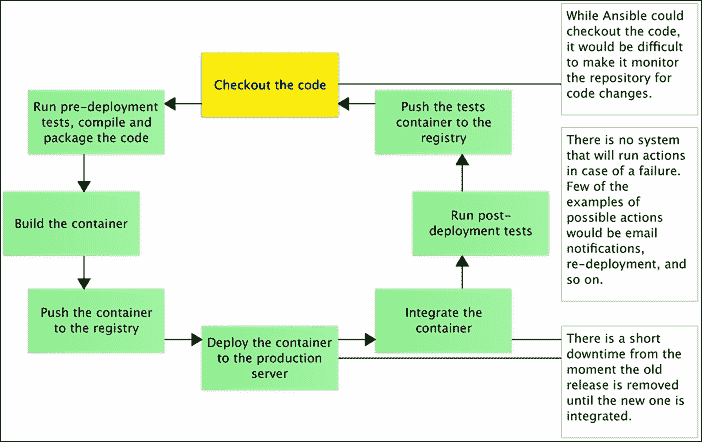 Checkout the code
Run pre-deployment
tests, compile and
package the code
Build the container
Push the container
to the registry
Deploy the container
to the production
server
Integrate the
container
Run post-
deployment tests
Push the tests
container to the
registry
While Ansible could
checkout the code,
it would be difficult
to make it monitor
the repository for
code changes.
There is no system
that will run actions
in case of a failure.
Few of the
examples of
possible actions
would be email
notifications,
re-deployment, and
so on.
There is a short
downtime from the
moment the old
release is removed
until the new one is
integrated.